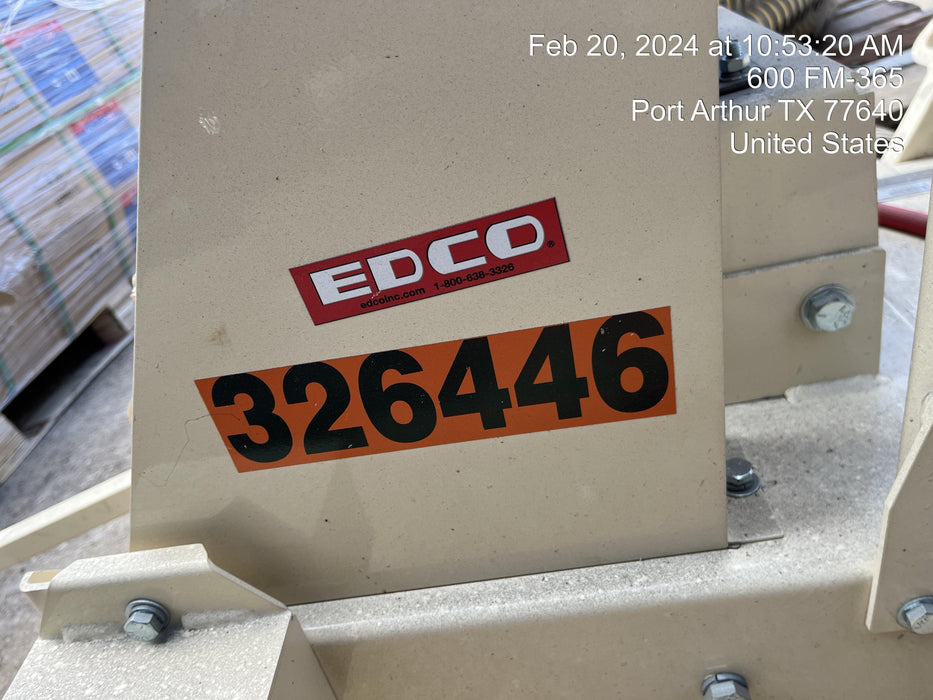 Feb 20, 2024 at 10:53:20 AM
600 FM-365
Port Arthur TX 77640
United States
EDCO®
edcoinc.com 1-800-638-3326
326446